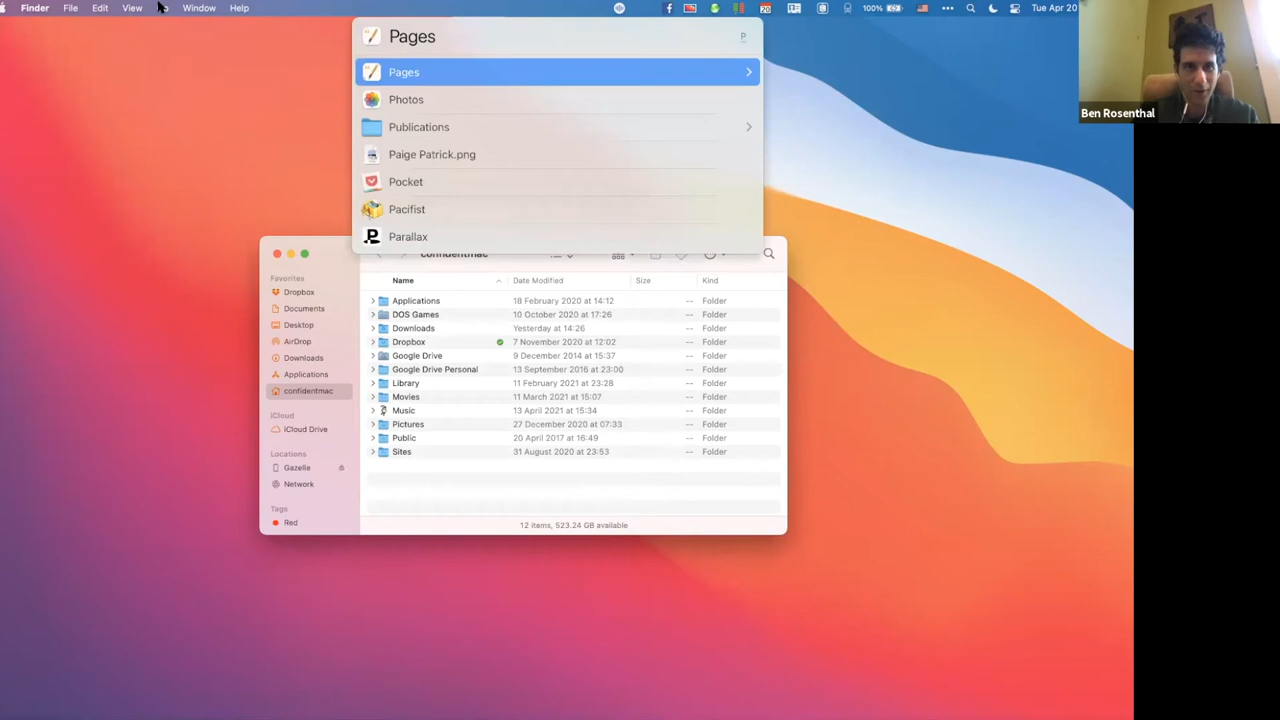 Finder File Edit View Window Help 100% Tue Apr 20
Ben Rosenthal
Pages P
Pages
Photos
Publications
Paige Patrick.png
Pocket
Pacifist
Parallax
confidentmac
Name Date Modified Size Kind
Applications 18 February 2020 at 14:12 -- Folder
DOS Games 10 October 2020 at 17:26 -- Folder
Downloads Yesterday at 14:26 -- Folder
Dropbox 7 November 2020 at 12:02 -- Folder
Google Drive 9 December 2014 at 15:37 -- Folder
Google Drive Personal 13 September 2016 at 23:00 -- Folder
Library 11 February 2021 at 23:28 -- Folder
Movies 11 March 2021 at 15:07 -- Folder
Music 13 April 2021 at 15:34 -- Folder
Pictures 27 December 2020 at 07:33 -- Folder
Public 20 April 2017 at 16:49 -- Folder
Sites 31 August 2020 at 23:53 -- Folder
12 items, 523.24 GB available
Favorites
Dropbox
Documents
Desktop
AirDrop
Downloads
Applications
confidentmac
iCloud
iCloud Drive
Locations
Gazelle
Network
Tags
Red